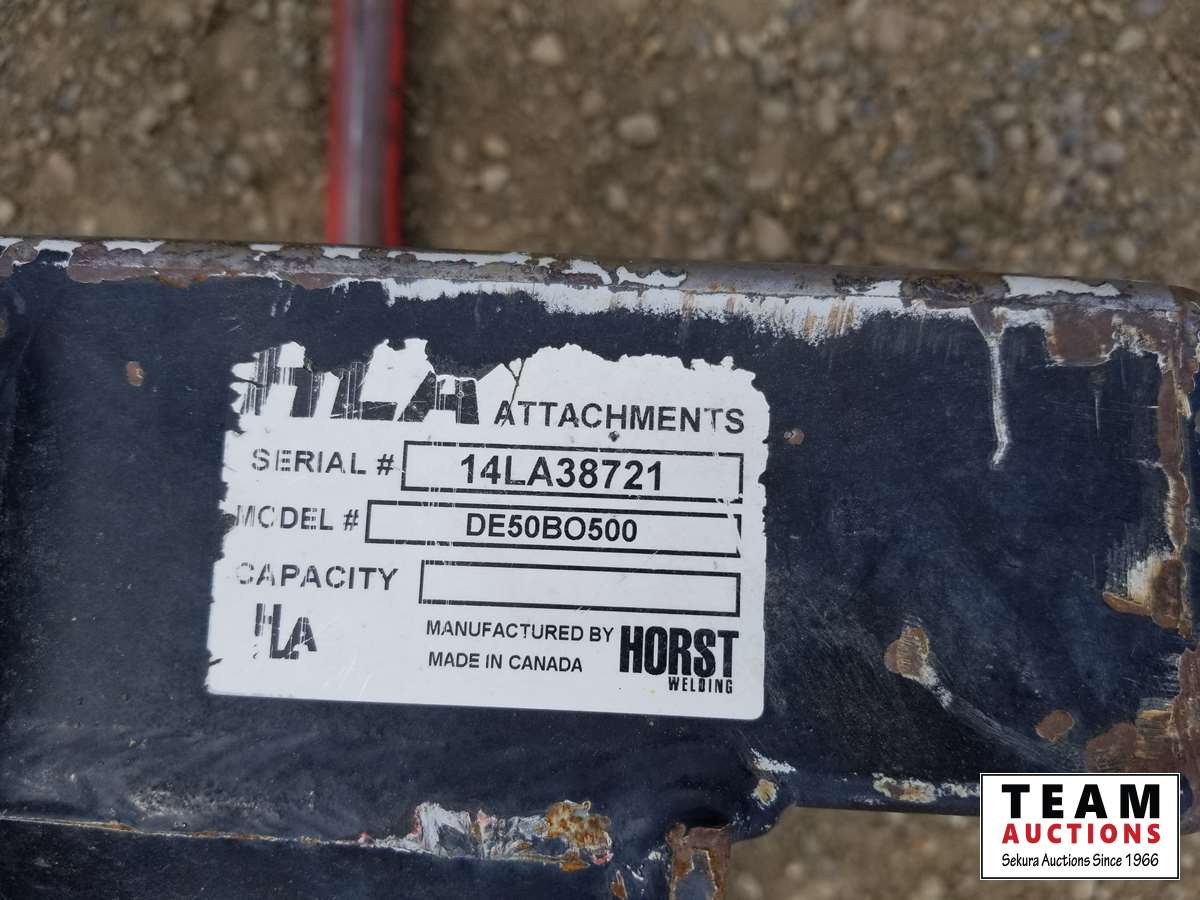 HLA ATTACHMENTS
SERIAL # 14LA38721
MODEL # DE50BO500
CAPACITY
HLA
MANUFACTURED BY HORST
MADE IN CANADA WELDING
TEAM
AUCTIONS
Sekura Auctions Since 1966